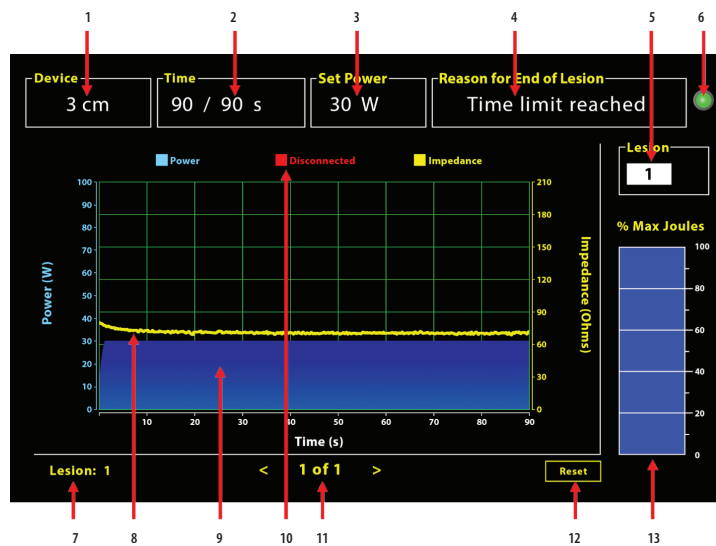 1 2 3 4 5 6
Device Time Set Power Reason for End of Lesion
3 cm 90 / 90 s 30 W Time limit reached
Lesion
1
Power Disconnected Impedance
% Max Joules
Power (W)
100
90
80
70
60
50
40
30
20
10
0
210
180
150
120
90
60
30
0
Impedance (Ohms)
10 20 30 40 50 60 70 80 90
Time (s)
100
80
60
40
20
0
Lesion: 1 < 1 of 1 > Reset
7 8 9 10 11 12 13